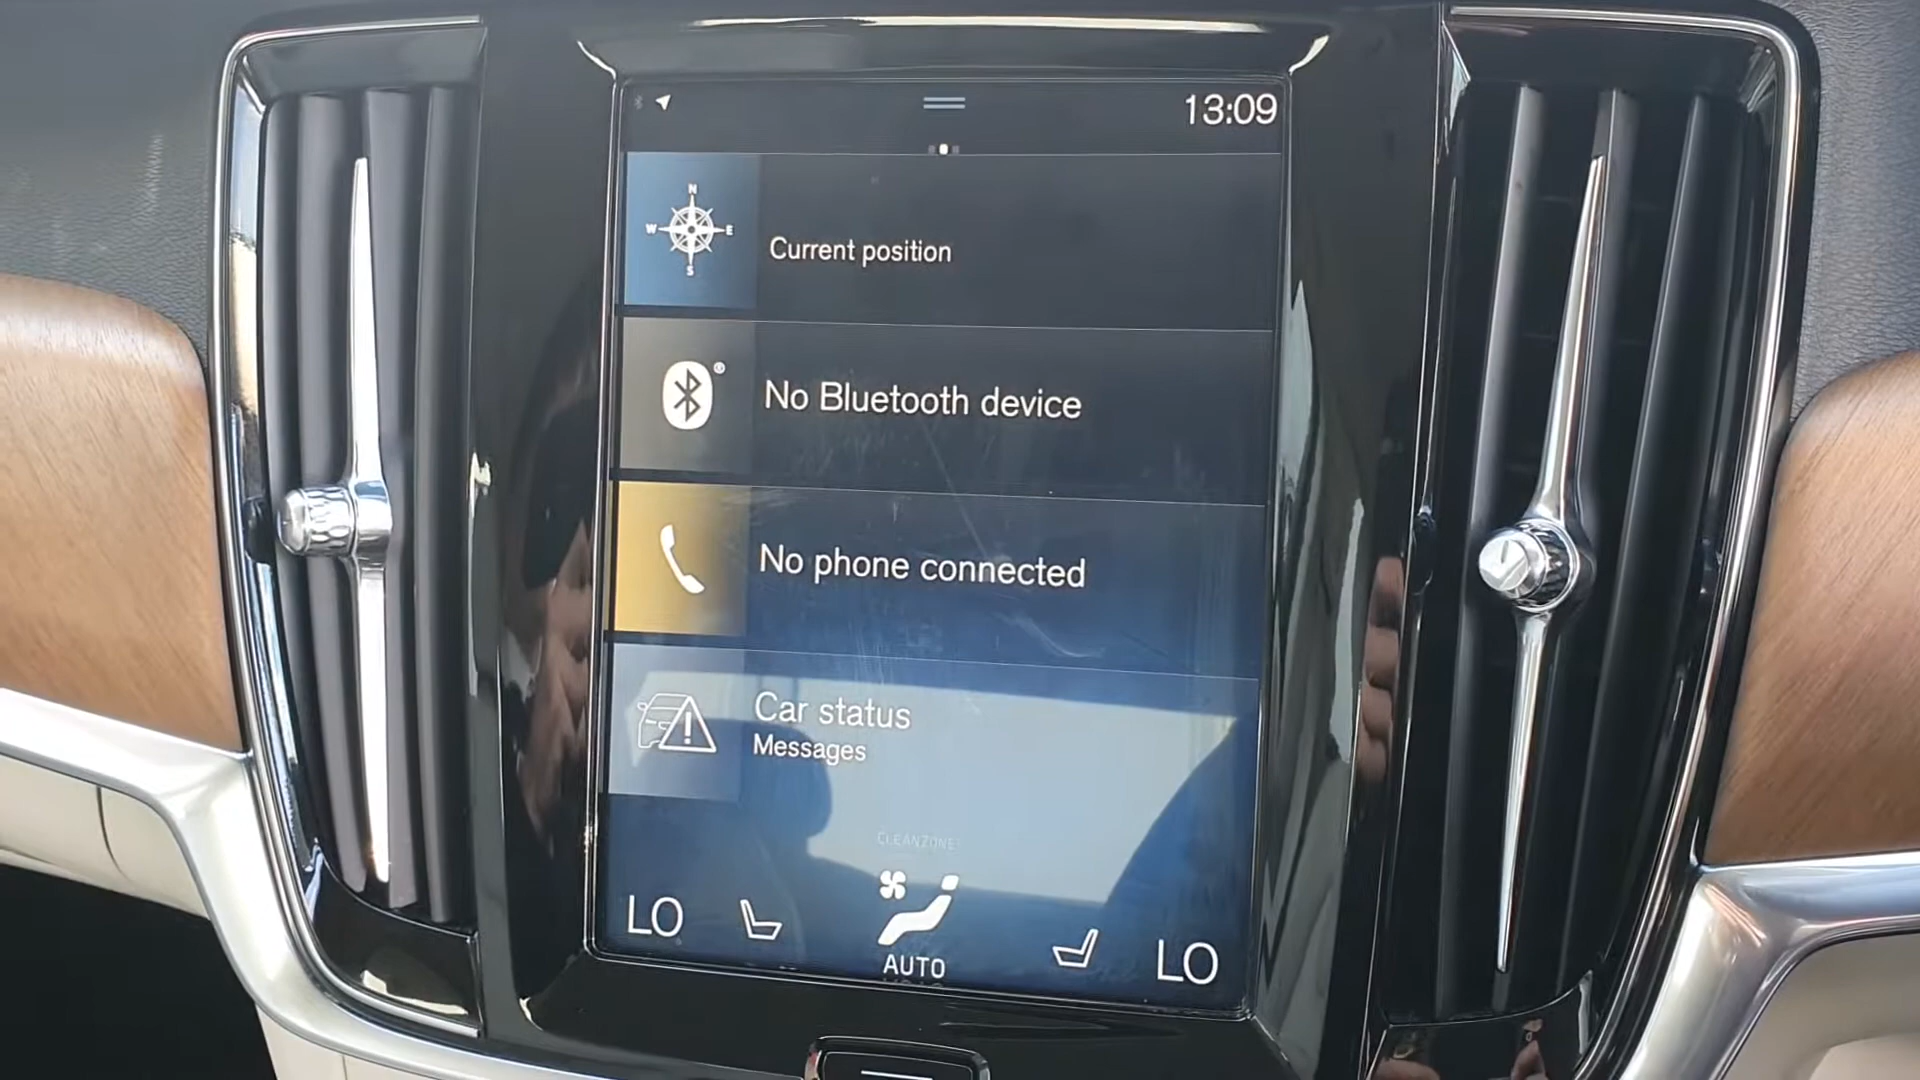 13:09
N
W E
S
Current position
No Bluetooth device
No phone connected
Car status
Messages
CLEANZONE
LO
LO
AUTO